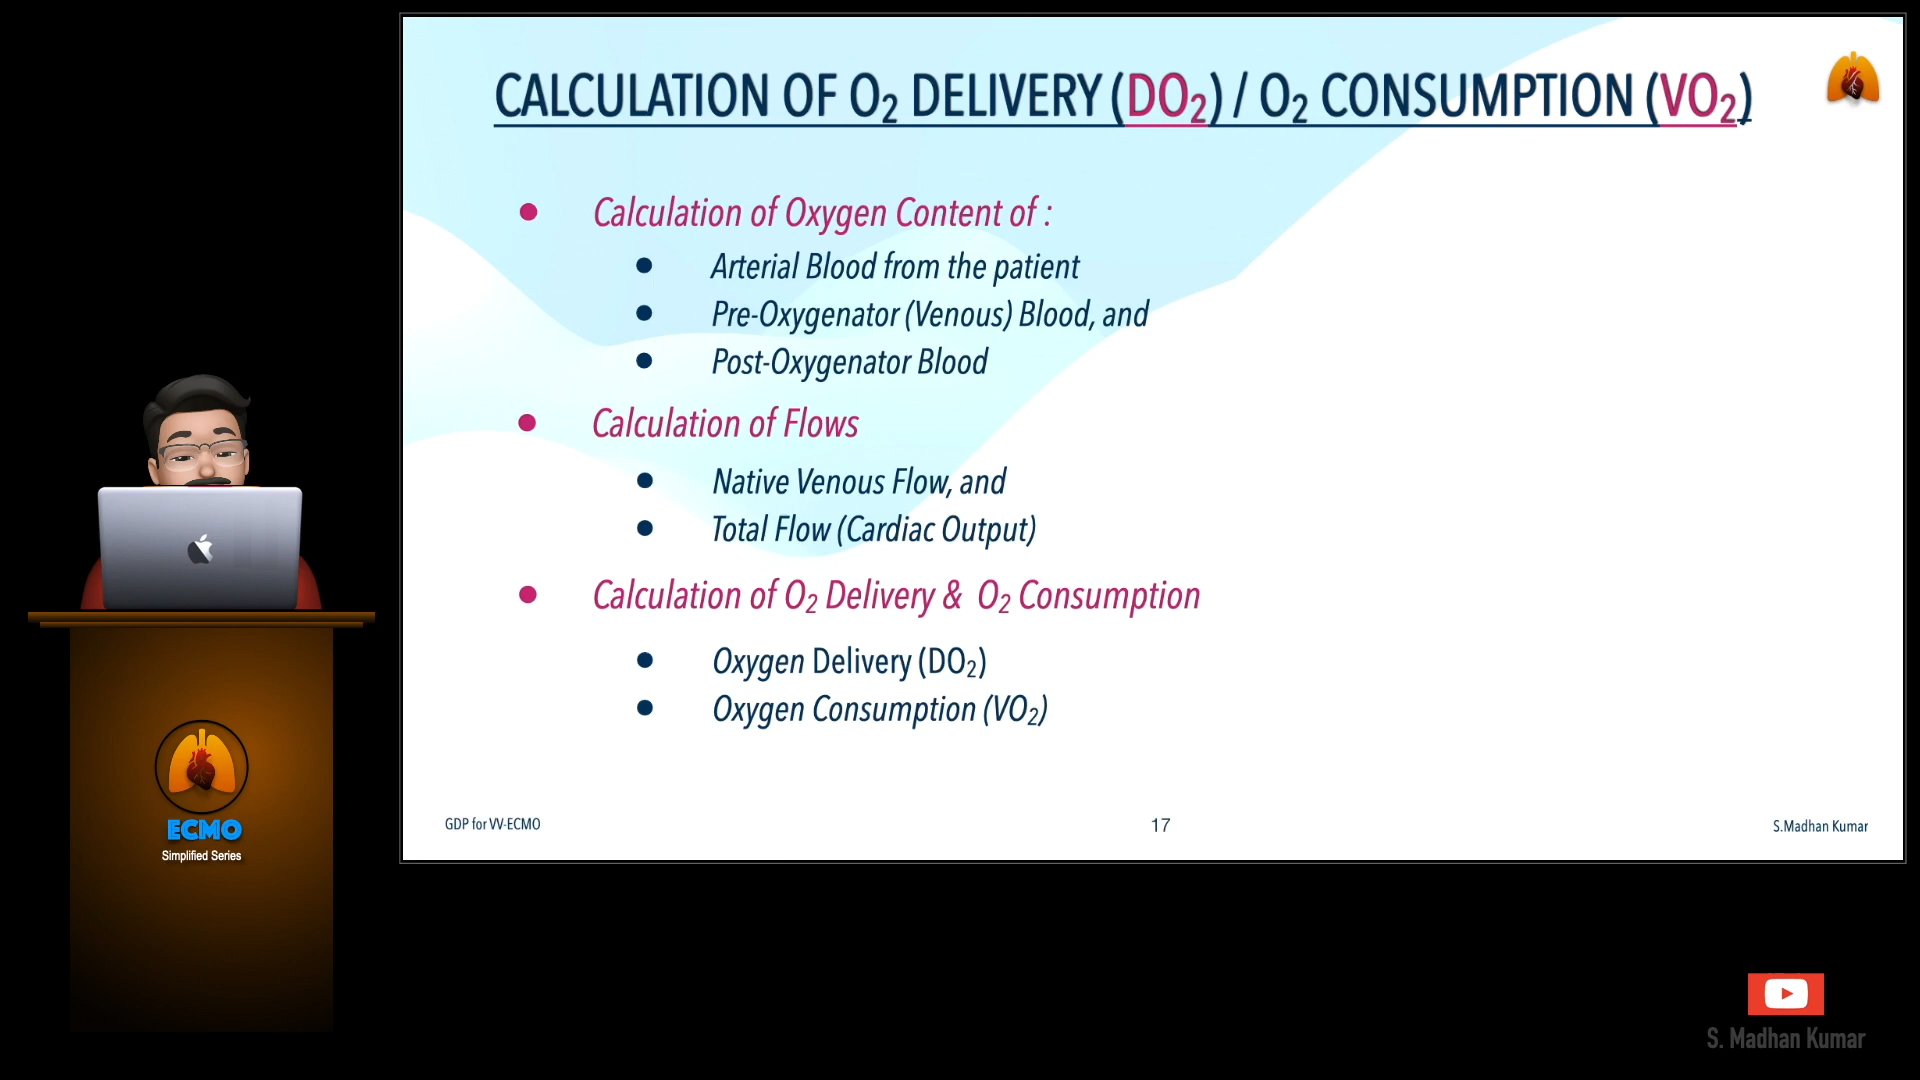 CALCULATION OF O₂ DELIVERY (DO₂) / O₂ CONSUMPTION (VO₂)
● Calculation of Oxygen Content of :
● Arterial Blood from the patient
● Pre-Oxygenator (Venous) Blood, and
● Post-Oxygenator Blood
● Calculation of Flows
● Native Venous Flow, and
● Total Flow (Cardiac Output)
● Calculation of O₂ Delivery & O₂ Consumption
● Oxygen Delivery (DO₂)
● Oxygen Consumption (VO₂)
GDP for VV-ECMO
17
S.Madhan Kumar
ECMO
Simplified Series
S. Madhan Kumar